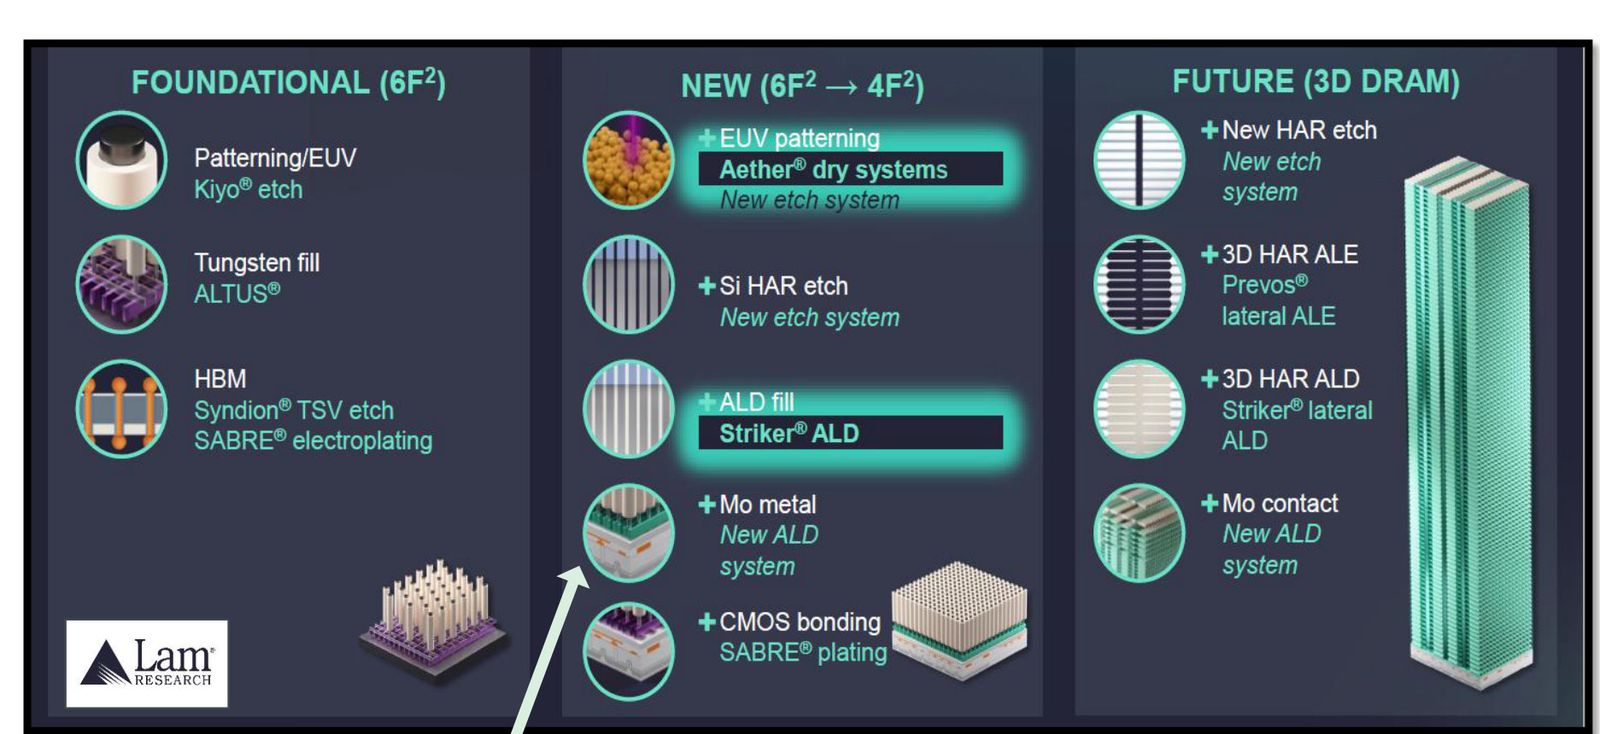 FOUNDATIONAL (6F²)
Patterning/EUV
Kiyo® etch
Tungsten fill
ALTUS®
HBM
Syndion® TSV etch
SABRE® electroplating
Lam®
RESEARCH
NEW (6F² → 4F²)
+ EUV patterning
Aether® dry systems
New etch system
+ Si HAR etch
New etch system
+ ALD fill
Striker® ALD
+ Mo metal
New ALD
system
+ CMOS bonding
SABRE® plating
FUTURE (3D DRAM)
+ New HAR etch
New etch
system
+ 3D HAR ALE
Prevos®
lateral ALE
+ 3D HAR ALD
Striker® lateral
ALD
+ Mo contact
New ALD
system